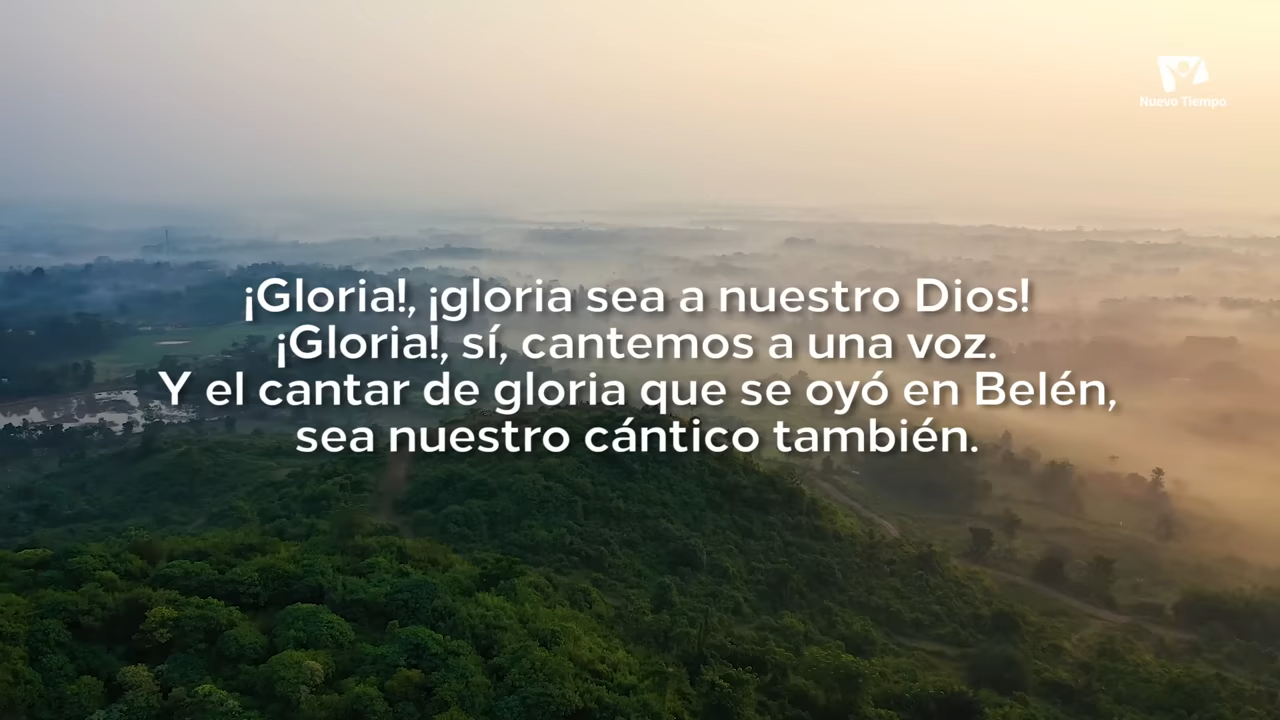 Nuevo Tiempo
¡Gloria!, ¡gloria sea a nuestro Dios!
¡Gloria!, sí, cantemos a una voz.
Y el cantar de gloria que se oyó en Belén,
sea nuestro cántico también.